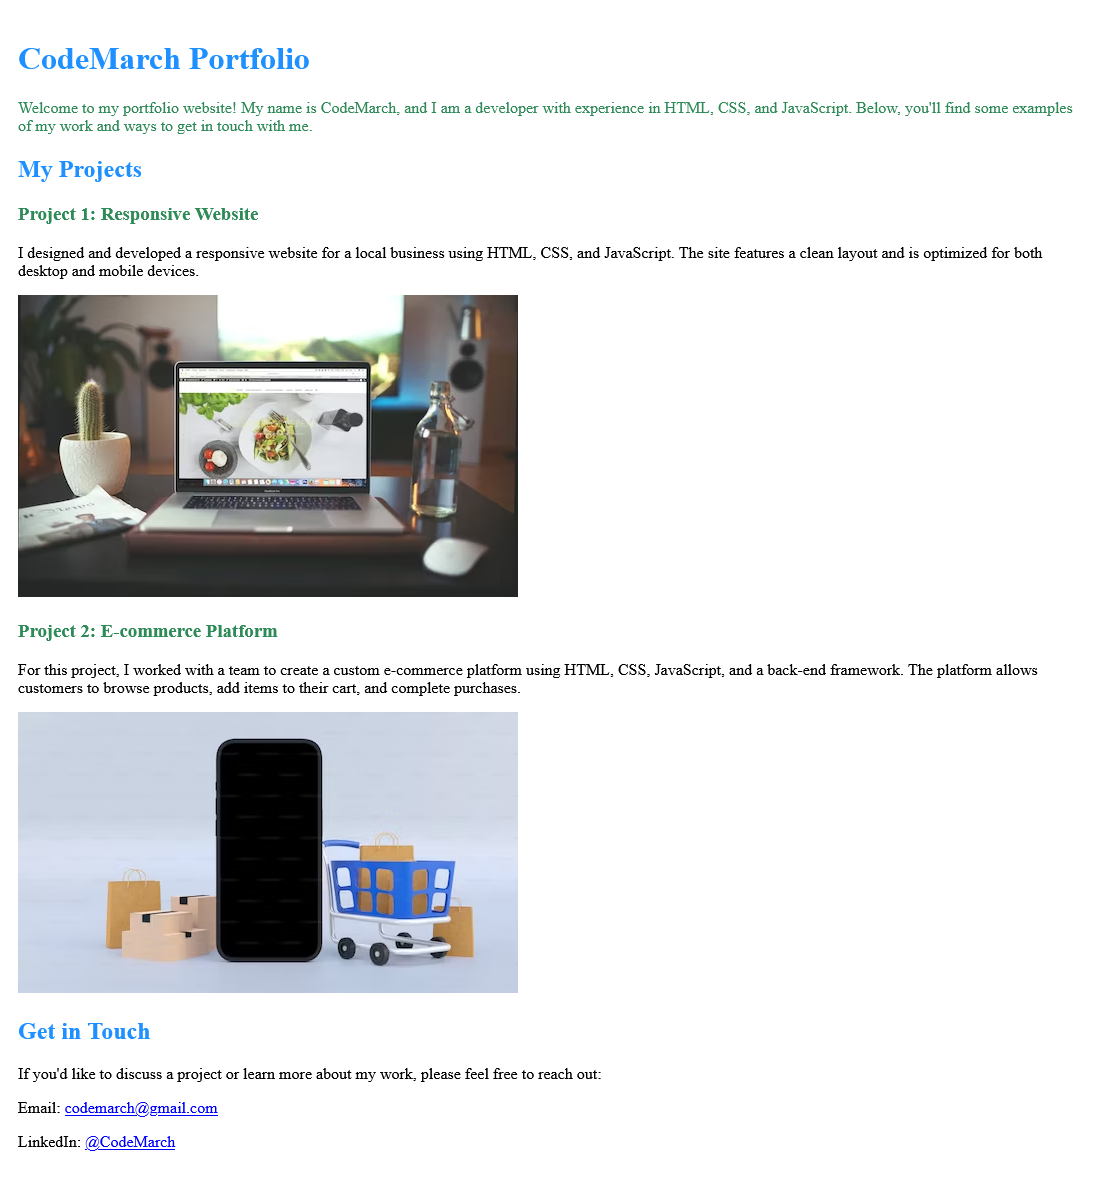 CodeMarch Portfolio
Welcome to my portfolio website! My name is CodeMarch, and I am a developer with experience in HTML, CSS, and JavaScript. Below, you'll find some examples
of my work and ways to get in touch with me.
My Projects
Project 1: Responsive Website
I designed and developed a responsive website for a local business using HTML, CSS, and JavaScript. The site features a clean layout and is optimized for both
desktop and mobile devices.
News
Project 2: E-commerce Platform
For this project, I worked with a team to create a custom e-commerce platform using HTML, CSS, JavaScript, and a back-end framework. The platform allows
customers to browse products, add items to their cart, and complete purchases.
Get in Touch
If you'd like to discuss a project or learn more about my work, please feel free to reach out:
Email: codemarch@gmail.com
LinkedIn: @CodeMarch